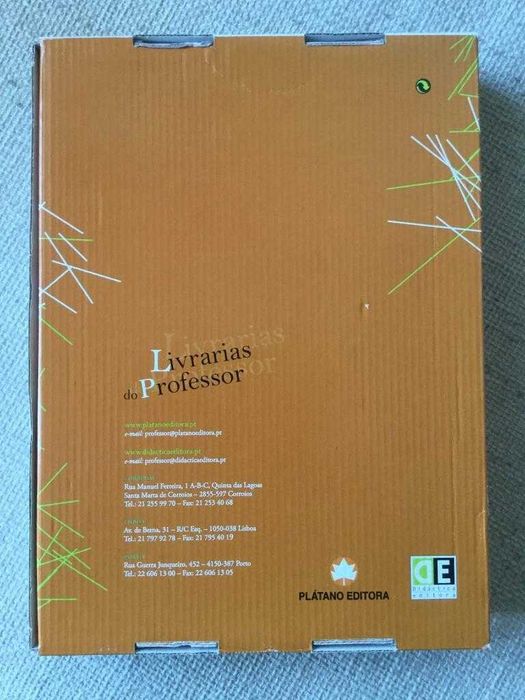 Livrarias
do Professor
www.platanoeditora.pt
e-mail: professor@platanoeditora.pt
www.didacticaeditora.pt
e-mail: professor@didacticaeditora.pt
Rua Manuel Ferreira, 1 A-B-C, Quinta das Lagoas
Santa Marta de Corroios – 2855-597 Corroios
Tel.: 21 255 99 70 – Fax: 21 253 40 68
LISBOA
Av. de Berna, 31 – R/C Esq. – 1050-038 Lisboa
Tel.: 21 797 92 78 – Fax: 21 795 40 19
PORTO
Rua Guerra Junqueiro, 452 – 4150-387 Porto
Tel.: 22 606 13 00 – Fax: 22 606 13 05
PLÁTANO EDITORA
DE
Didáctica
editora